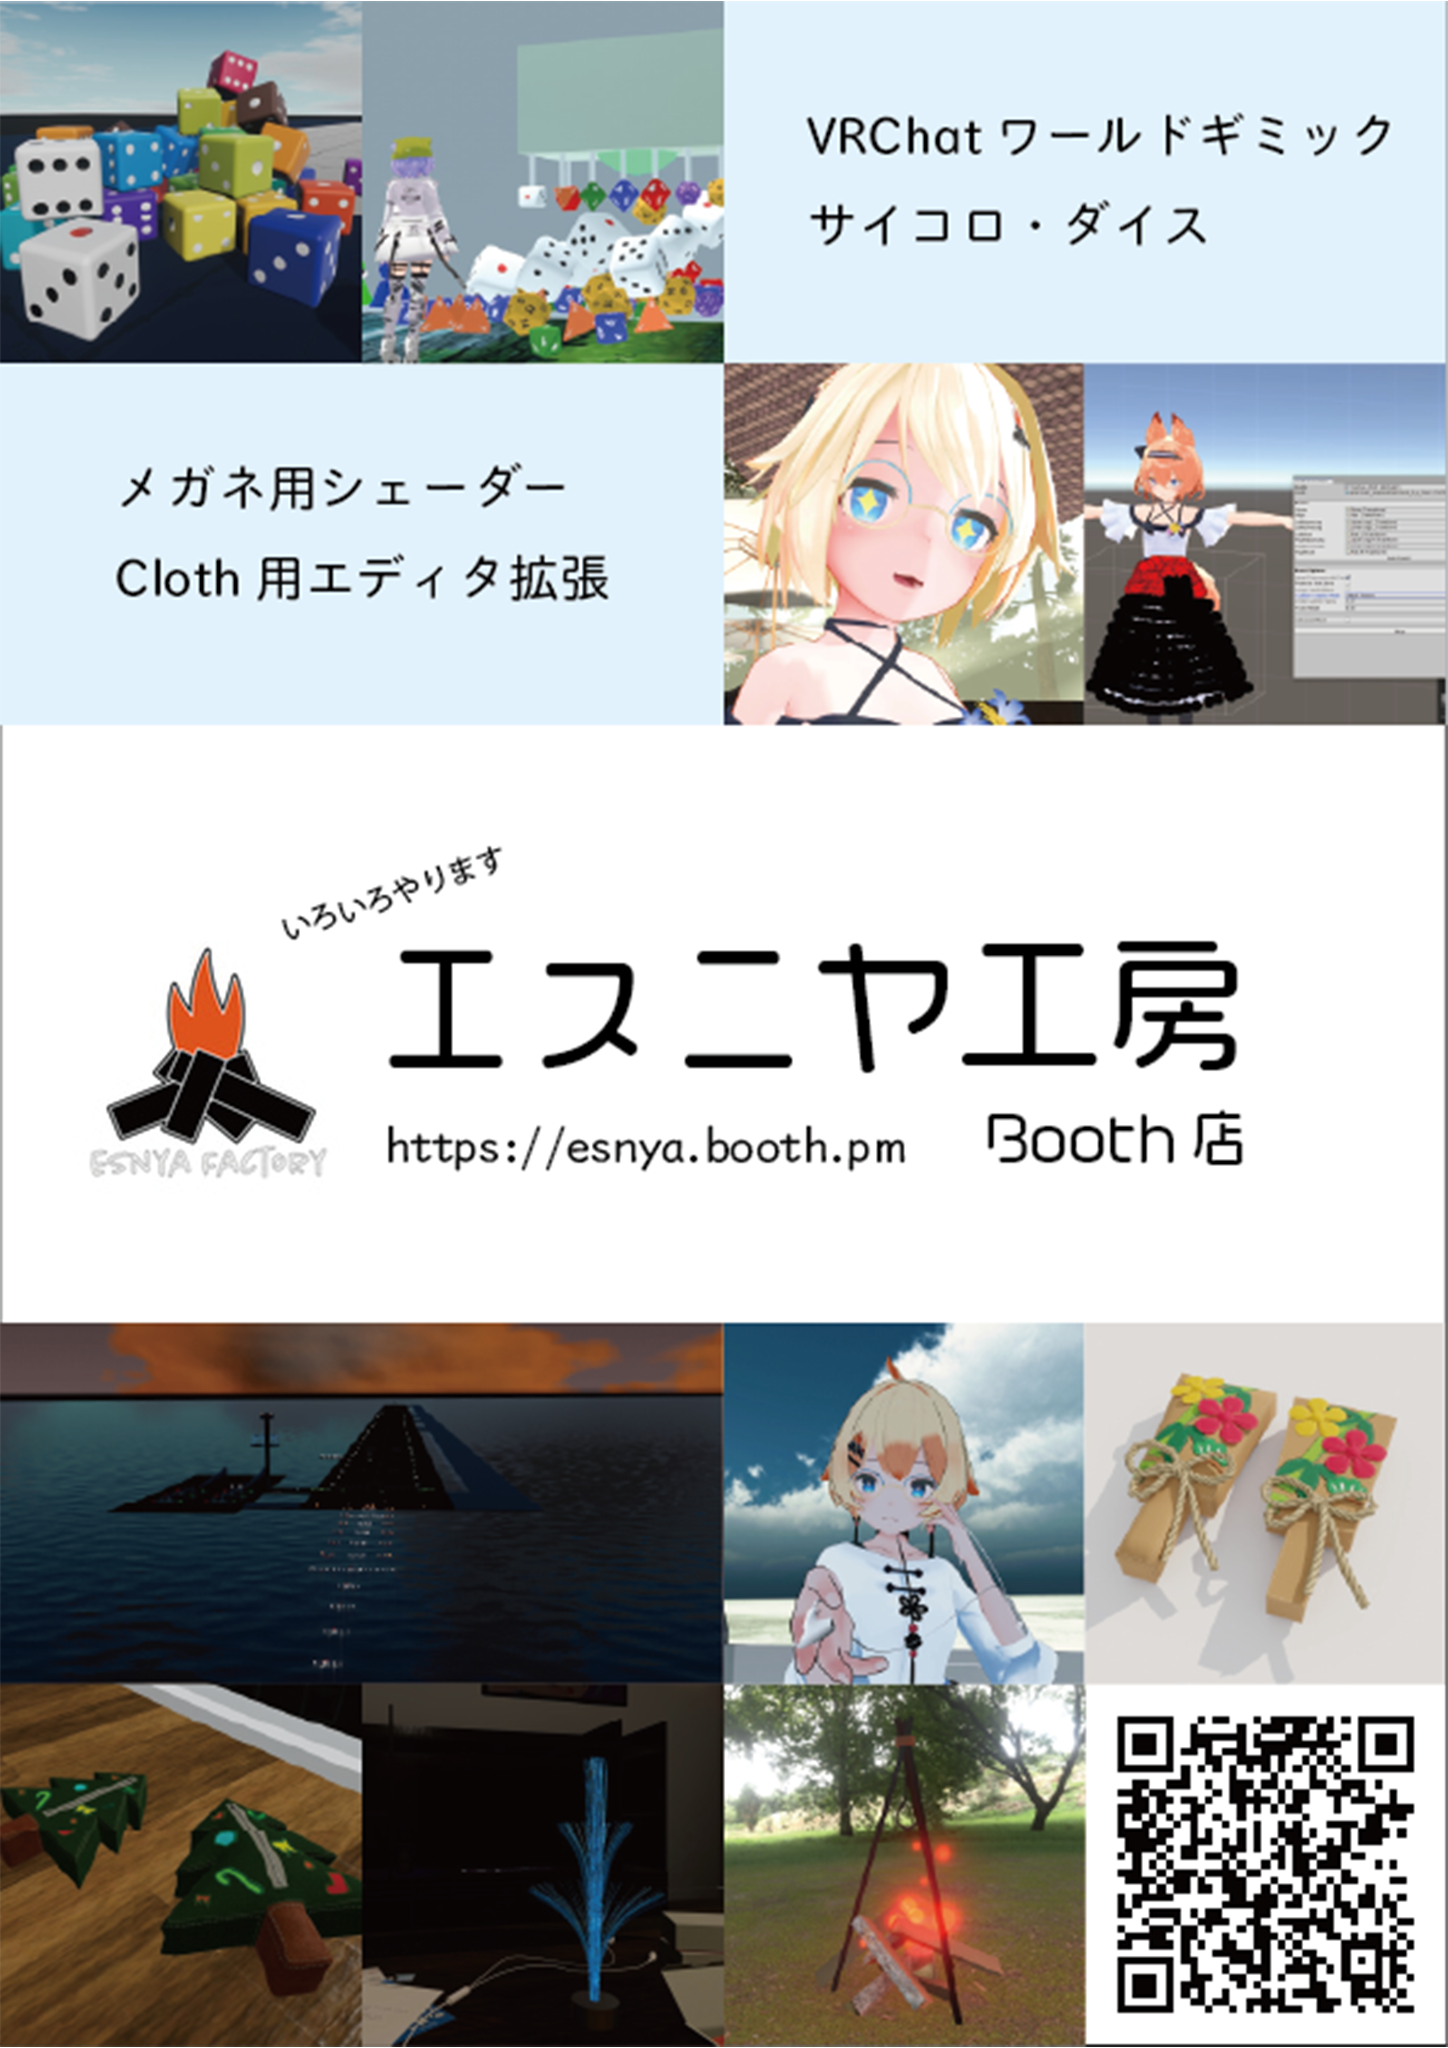 VRChat ワールドギミック
サイコロ・ダイス
メガネ用シェーダー
Cloth 用エディタ拡張
いろいろやります
エスニヤ工房
ESNYA FACTORY
https://esnya.booth.pm
Booth 店